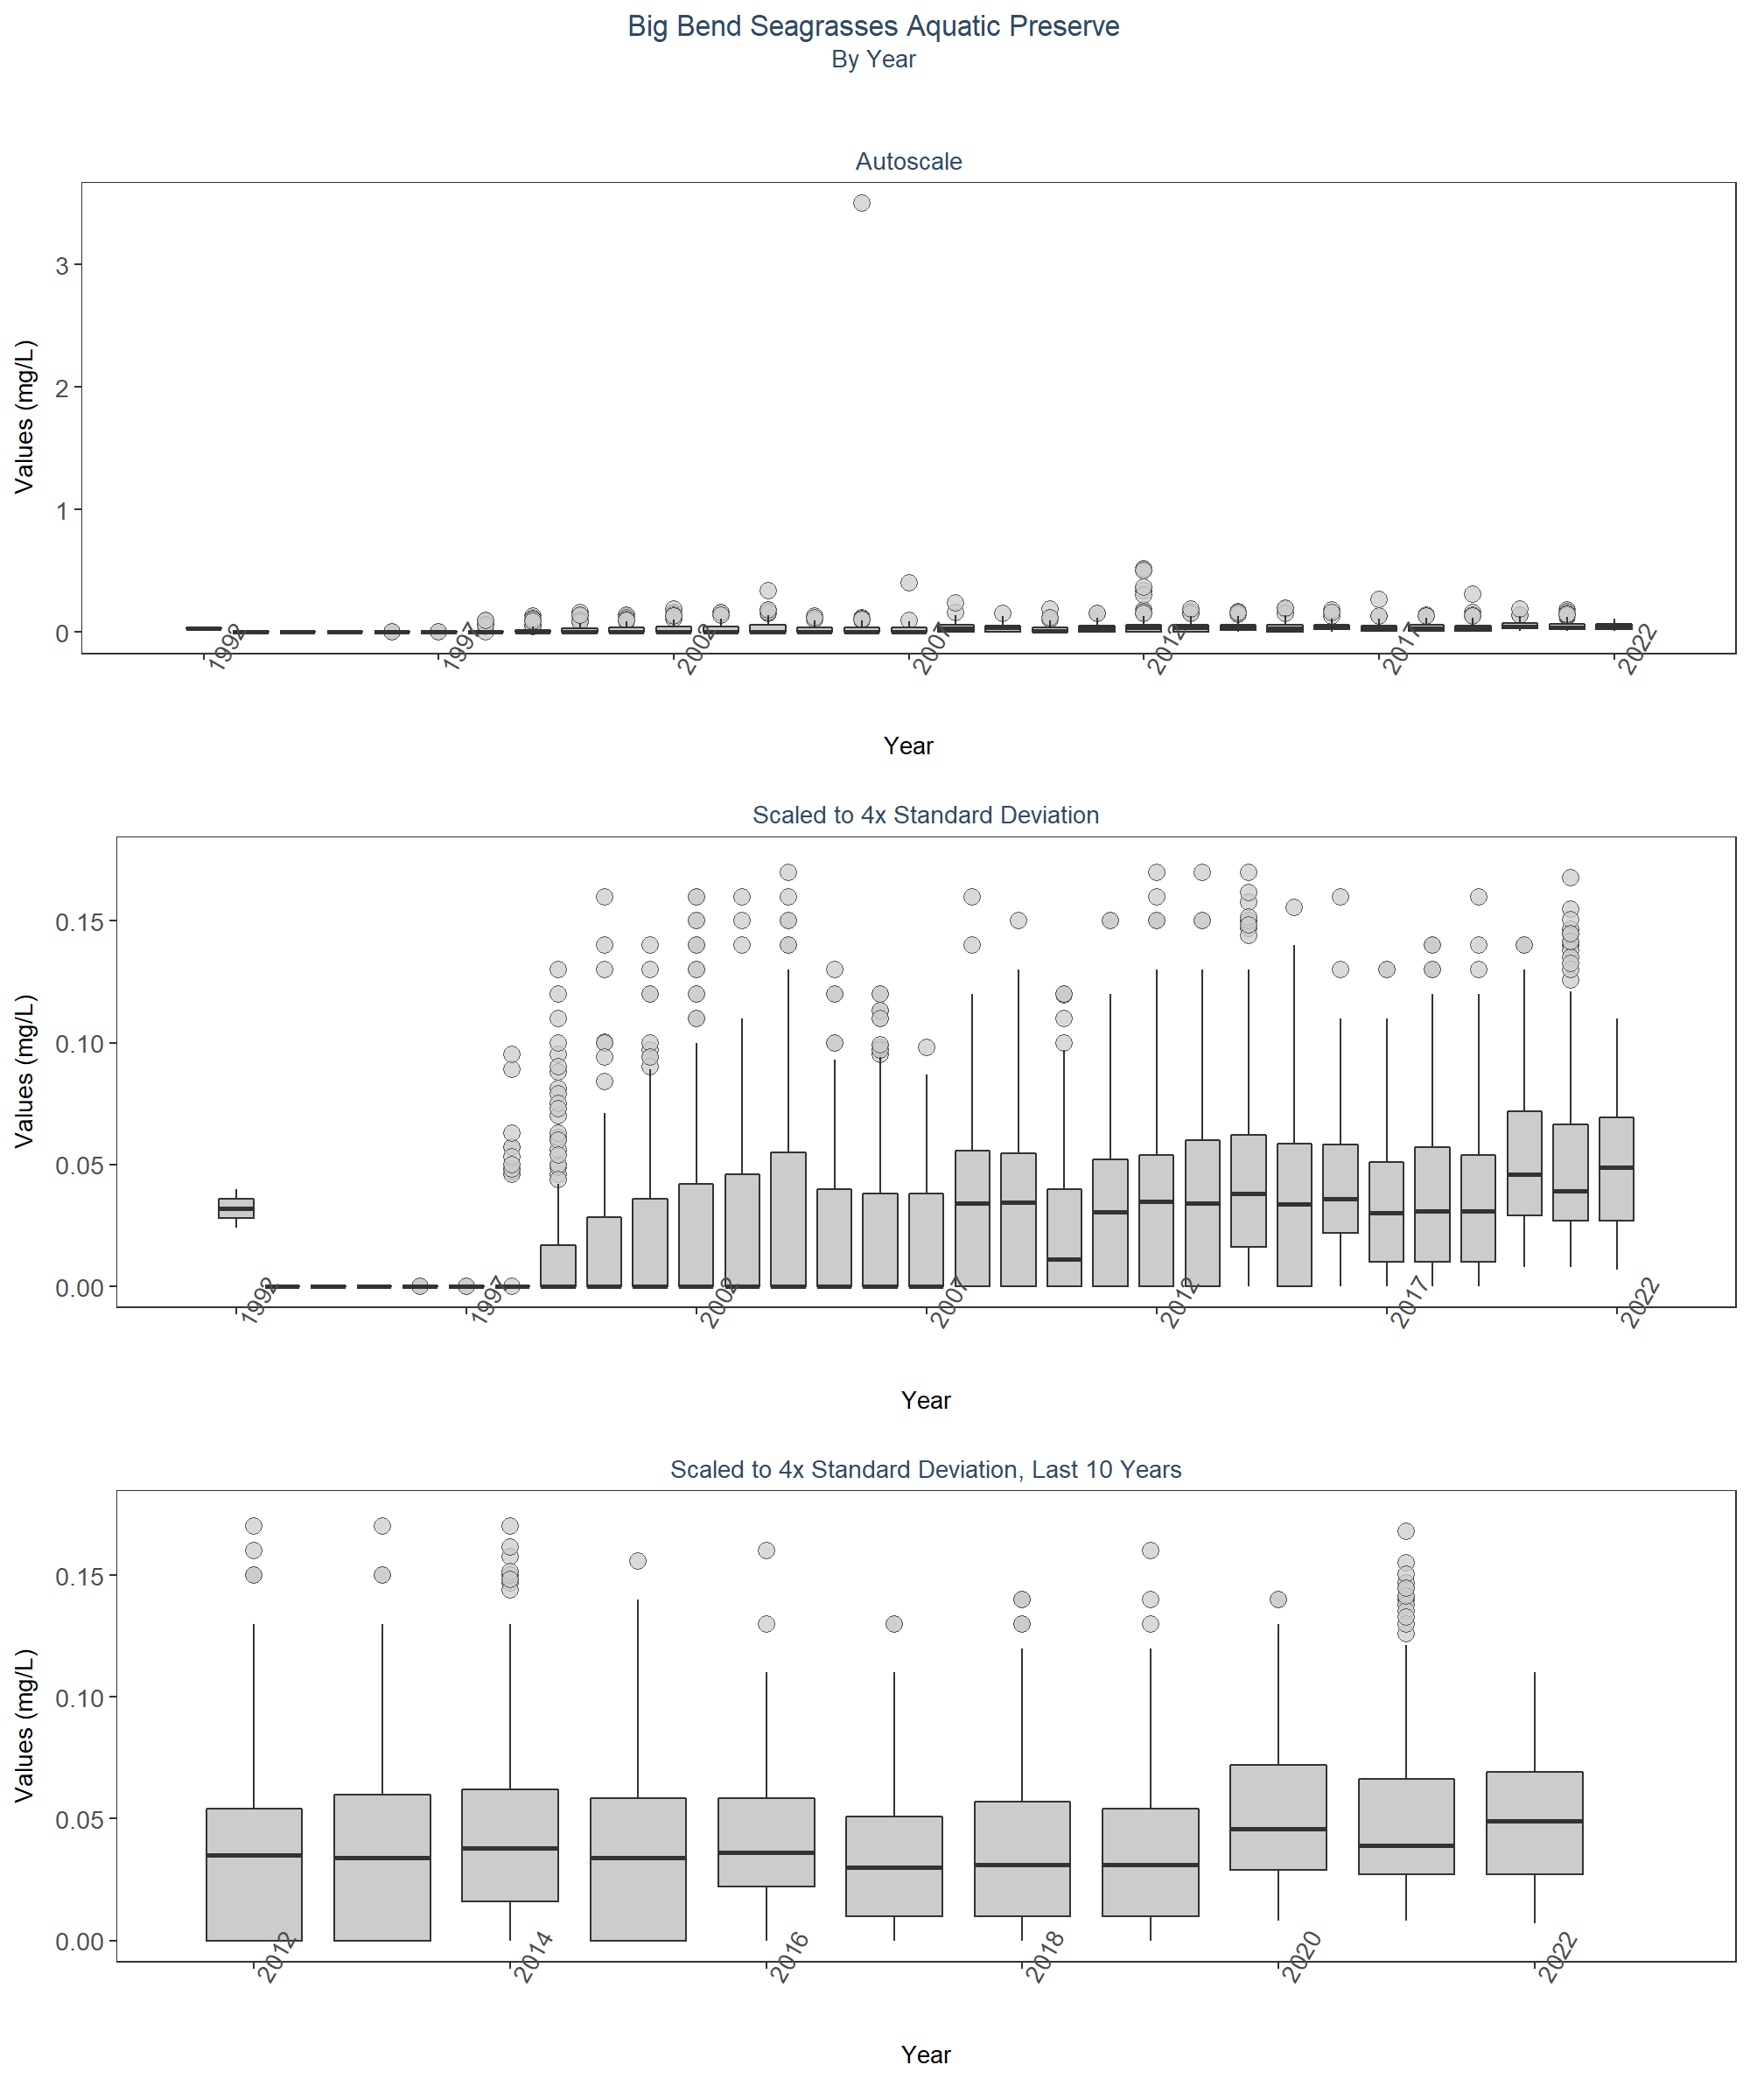 Big Bend Seagrasses Aquatic Preserve
By Year
Autoscale
Values (mg/L)
3
2
1
0
1992
1997
2002
2007
2012
2017
2022
Year
Scaled to 4x Standard Deviation
Values (mg/L)
0.15
0.10
0.05
0.00
1992
1997
2002
2007
2012
2017
2022
Year
Scaled to 4x Standard Deviation, Last 10 Years
Values (mg/L)
0.15
0.10
0.05
0.00
2012
2014
2016
2018
2020
2022
Year